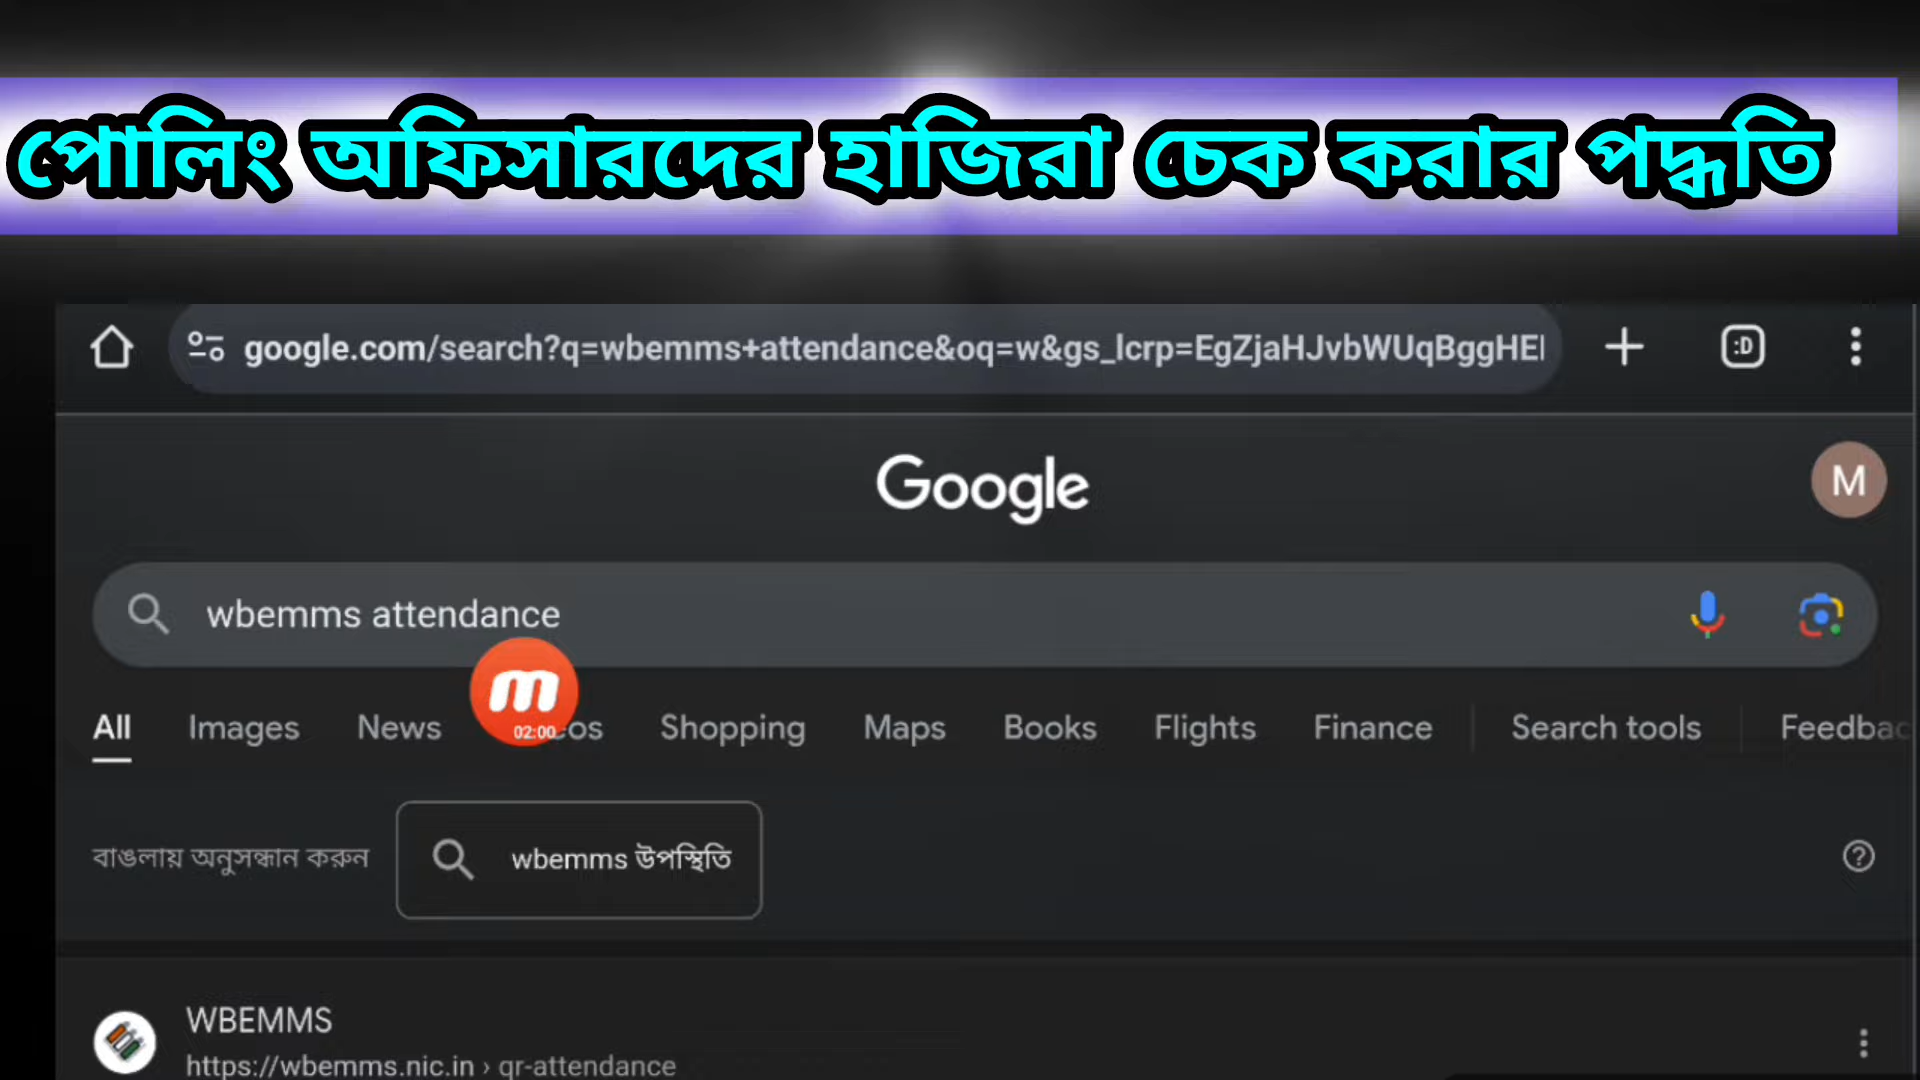 পোলিং অফিসারদের হাজিরা চেক করার পদ্ধতি
google.com/search?q=wbemms+attendance&oq=w&gs_lcrp=EgZjaHJvbWUqBggHEI
:D
Google
M
wbemms attendance
m
02:00
All Images News Shopping Maps Books Flights Finance Search tools
বাঙলায় অনুসন্ধান করুন wbemms উপস্থিতি
WBEMMS
https://wbemms.nic.in › qr-attendance